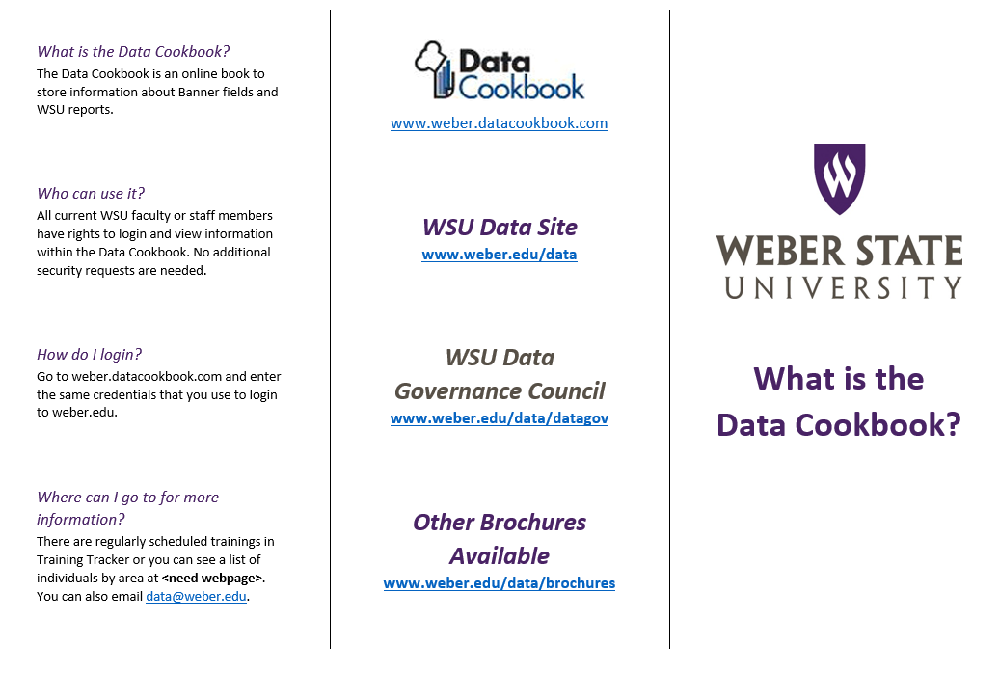 What is the Data Cookbook?
The Data Cookbook is an online book to
store information about Banner fields and
WSU reports.
Who can use it?
All current WSU faculty or staff members
have rights to login and view information
within the Data Cookbook. No additional
security requests are needed.
How do I login?
Go to weber.datacookbook.com and enter
the same credentials that you use to login
to weber.edu.
Where can I go to for more
information?
There are regularly scheduled trainings in
Training Tracker or you can see a list of
individuals by area at <need webpage>.
You can also email data@weber.edu.
Data
Cookbook
www.weber.datacookbook.com
WSU Data Site
www.weber.edu/data
WSU Data
Governance Council
www.weber.edu/data/datagov
Other Brochures
Available
www.weber.edu/data/brochures
W
WEBER STATE
UNIVERSITY
What is the
Data Cookbook?